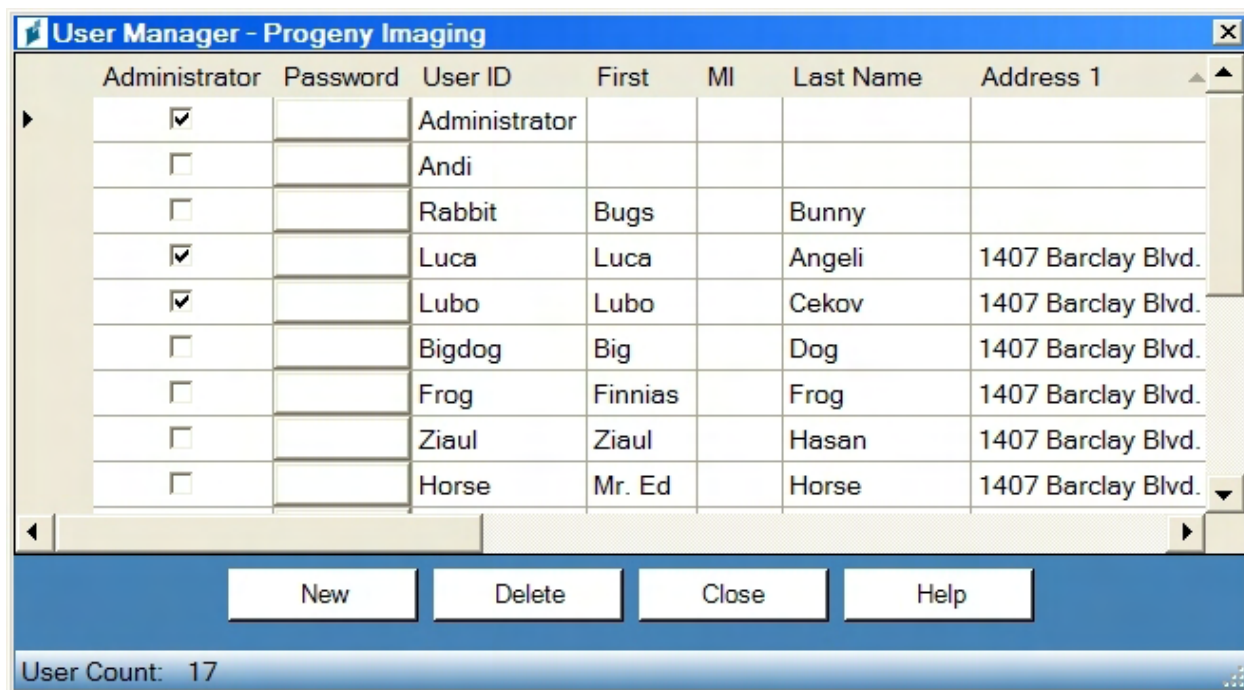 User Manager - Progeny Imaging
Administrator Password User ID First MI Last Name Address 1
Administrator
Andi
Rabbit Bugs Bunny
Luca Luca Angeli 1407 Barclay Blvd.
Lubo Lubo Cekov 1407 Barclay Blvd.
Bigdog Big Dog 1407 Barclay Blvd.
Frog Finnias Frog 1407 Barclay Blvd.
Ziaul Ziaul Hasan 1407 Barclay Blvd.
Horse Mr. Ed Horse 1407 Barclay Blvd.
New Delete Close Help
User Count: 17